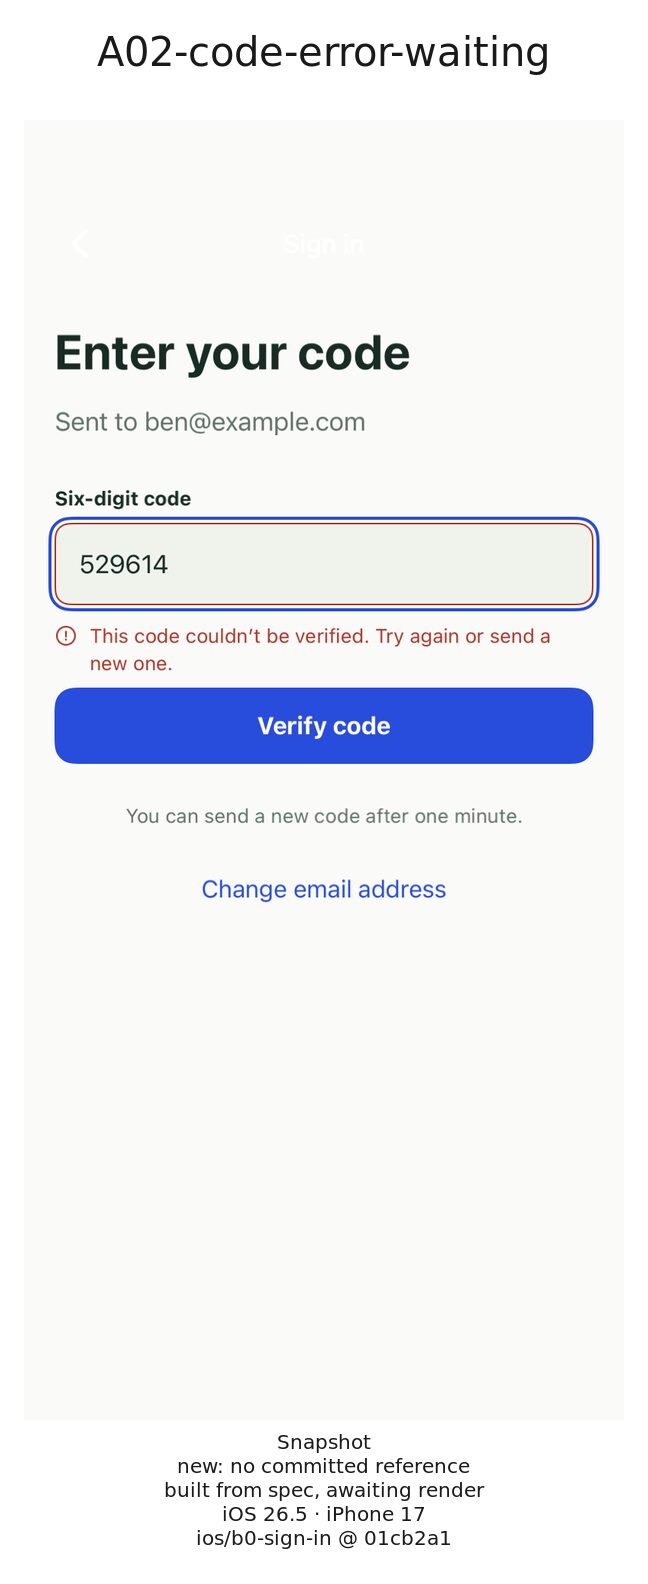 A02-code-error-waiting
Sign in
Enter your code
Sent to ben@example.com
Six-digit code
529614
This code couldn’t be verified. Try again or send a
new one.
Verify code
You can send a new code after one minute.
Change email address
Snapshot
new: no committed reference
built from spec, awaiting render
iOS 26.5 · iPhone 17
ios/b0-sign-in @ 01cb2a1